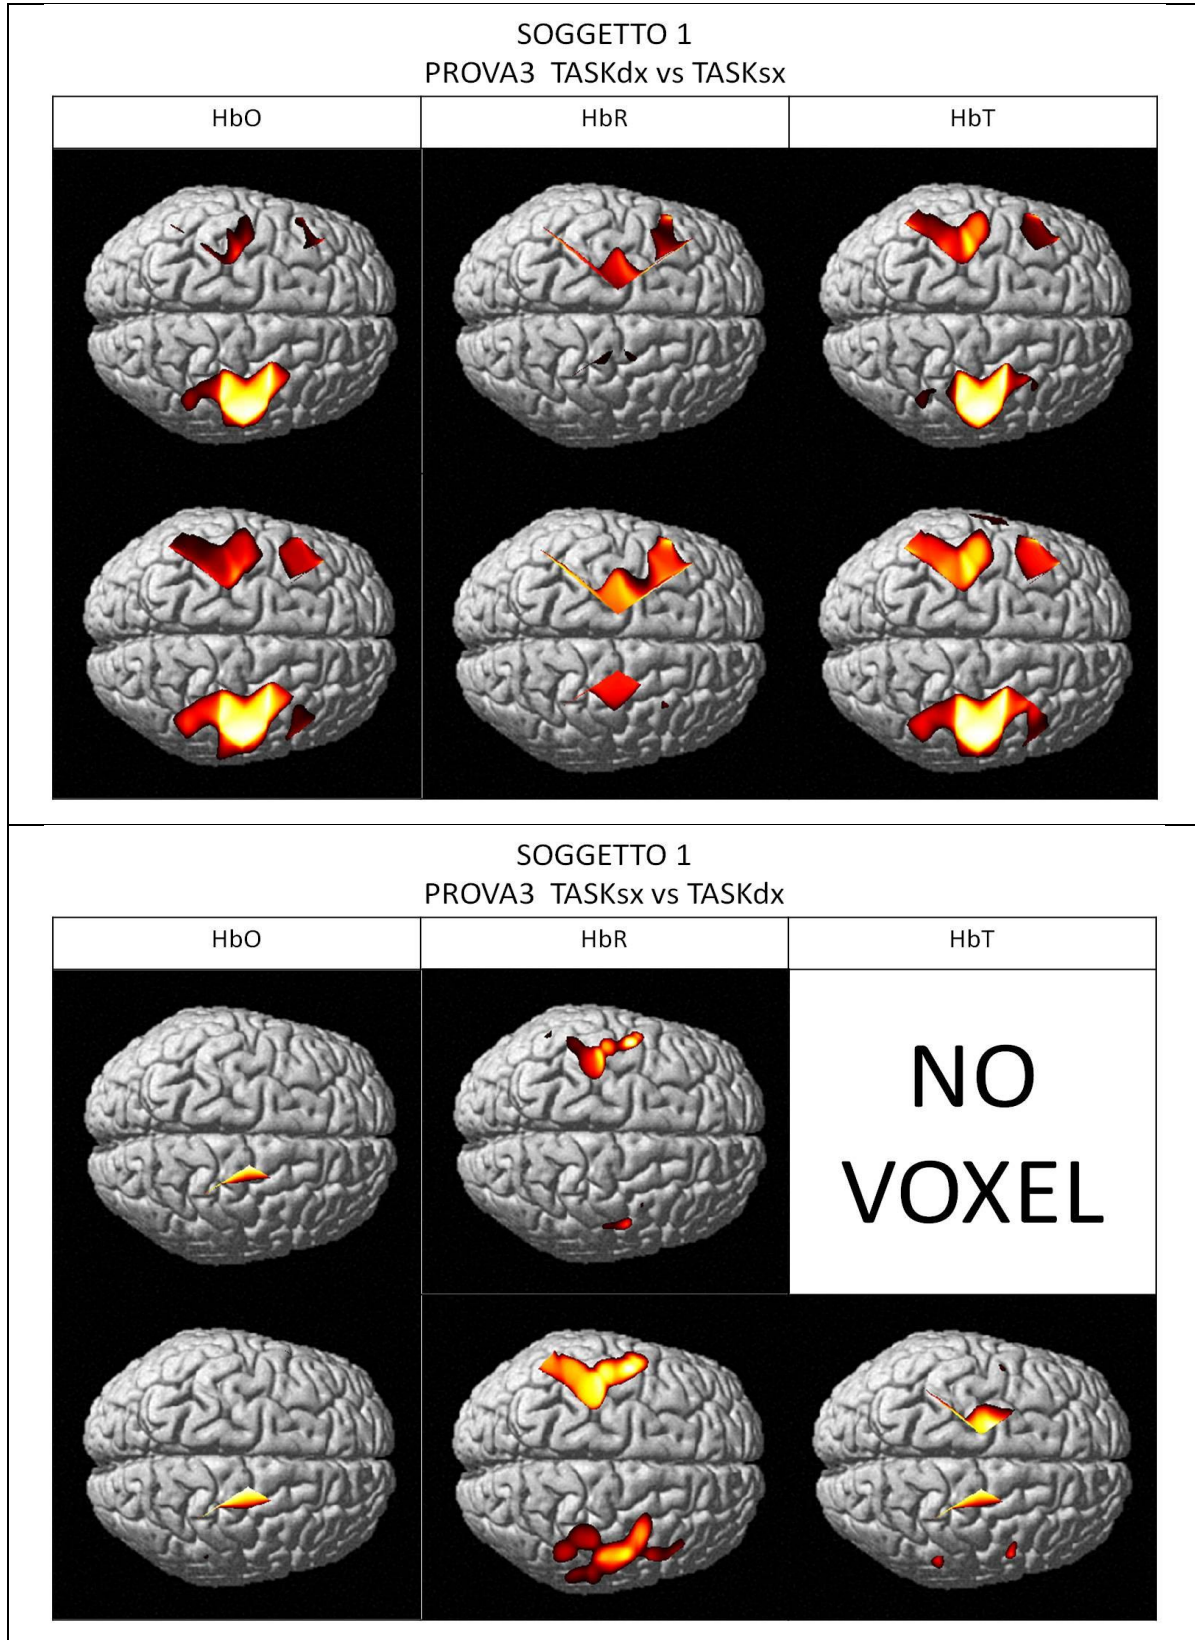 SOGGETTO 1
PROVA3 TASKdx vs TASKsx
HbO HbR HbT
SOGGETTO 1
PROVA3 TASKsx vs TASKdx
HbO HbR HbT
NO
VOXEL